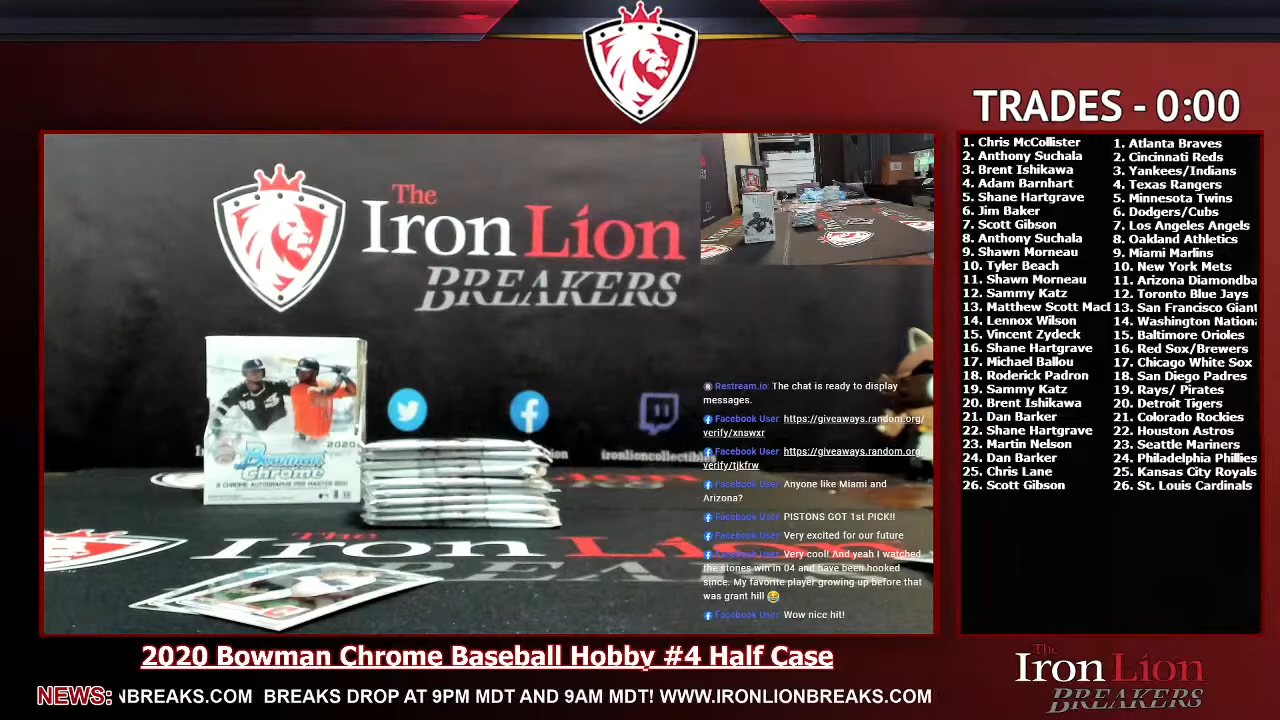 TRADES - 0:00
1. Chris McCollister
2. Anthony Suchala
3. Brent Ishikawa
4. Adam Barnhart
5. Shane Hartgrave
6. Jim Baker
7. Scott Gibson
8. Anthony Suchala
9. Shawn Morneau
10. Tyler Beach
11. Shawn Morneau
12. Sammy Katz
13. Matthew Scott Macl
14. Lennox Wilson
15. Vincent Zydeck
16. Shane Hartgrave
17. Michael Ballou
18. Roderick Padron
19. Sammy Katz
20. Brent Ishikawa
21. Dan Barker
22. Shane Hartgrave
23. Martin Nelson
24. Dan Barker
25. Chris Lane
26. Scott Gibson
1. Atlanta Braves
2. Cincinnati Reds
3. Yankees/Indians
4. Texas Rangers
5. Minnesota Twins
6. Dodgers/Cubs
7. Los Angeles Angels
8. Oakland Athletics
9. Miami Marlins
10. New York Mets
11. Arizona Diamondba
12. Toronto Blue Jays
13. San Francisco Giant
14. Washington Nationa
15. Baltimore Orioles
16. Red Sox/Brewers
17. Chicago White Sox
18. San Diego Padres
19. Rays/ Pirates
20. Detroit Tigers
21. Colorado Rockies
22. Houston Astros
23. Seattle Mariners
24. Philadelphia Phillies
25. Kansas City Royals
26. St. Louis Cardinals
The
Iron Lion
BREAKERS
2020
Bowman
Chrome
ironlioncollectibl
The
Iron Li
BREAKERS
Restream.io: The chat is ready to display
messages.
Facebook User: https://giveaways.random.org/
verify/xnswxr
Facebook User: https://giveaways.random.org/
verify/tjkfrw
Facebook User: Anyone like Miami and
Arizona?
Facebook User: PISTONS GOT 1st PICK!!
Facebook User: Very excited for our future
Facebook User: Very cool! And yeah I watched
the stones win in 04 and have been hooked
since. My favorite player growing up before that
was grant hill 😂
Facebook User: Wow nice hit!
2020 Bowman Chrome Baseball Hobby #4 Half Case
NEWS: NBREAKS.COM BREAKS DROP AT 9PM MDT AND 9AM MDT! WWW.IRONLIONBREAKS.COM
The
Iron Lion
BREAKERS